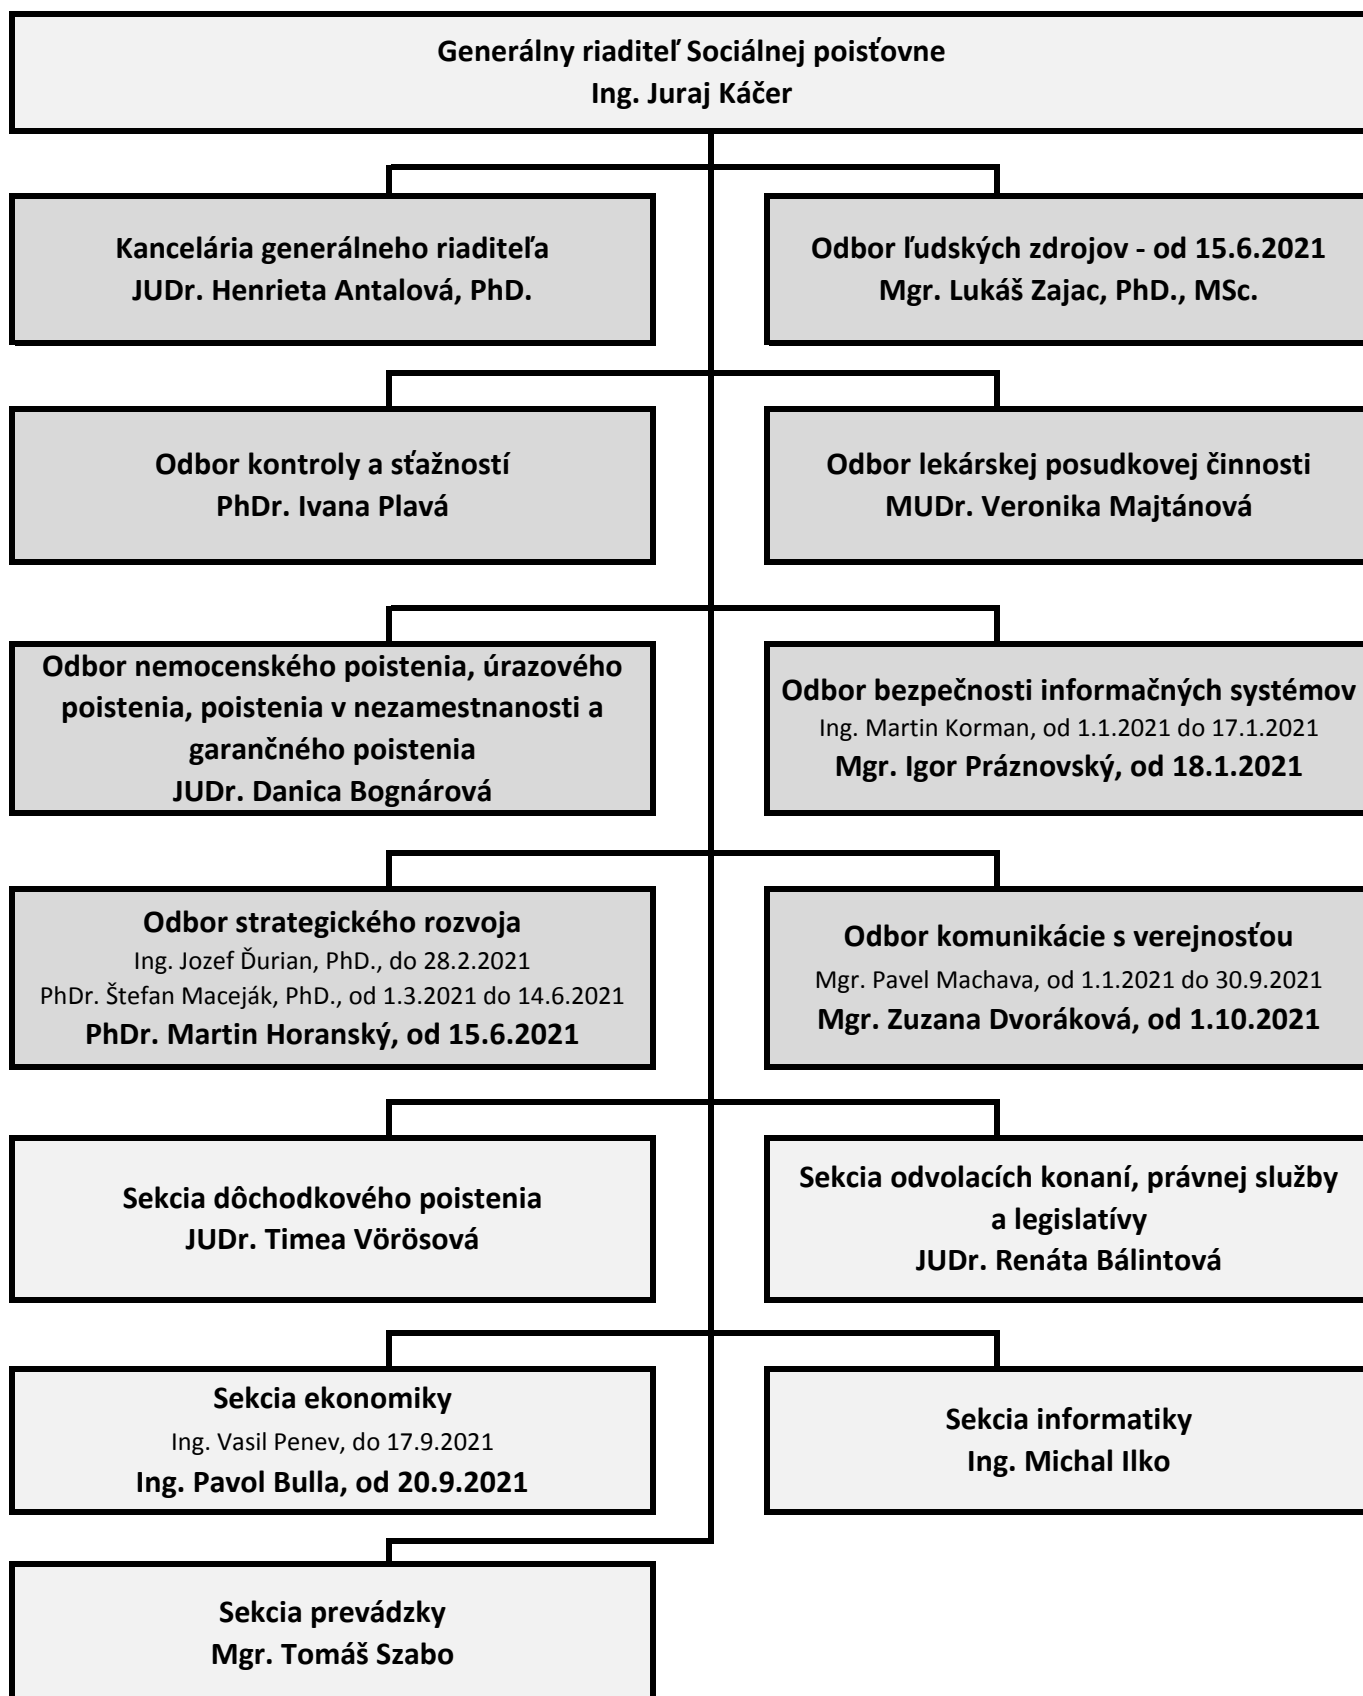 Generálny riaditeľ Sociálnej poisťovne
Ing. Juraj Káčer
Kancelária generálneho riaditeľa
JUDr. Henrieta Antalová, PhD.
Odbor ľudských zdrojov - od 15.6.2021
Mgr. Lukáš Zajac, PhD., MSc.
Odbor kontroly a sťažností
PhDr. Ivana Plavá
Odbor lekárskej posudkovej činnosti
MUDr. Veronika Majtánová
Odbor nemocenského poistenia, úrazového
poistenia, poistenia v nezamestnanosti a
garančného poistenia
JUDr. Danica Bognárová
Odbor bezpečnosti informačných systémov
Ing. Martin Korman, od 1.1.2021 do 17.1.2021
Mgr. Igor Práznovský, od 18.1.2021
Odbor strategického rozvoja
Ing. Jozef Ďurian, PhD., do 28.2.2021
PhDr. Štefan Maceják, PhD., od 1.3.2021 do 14.6.2021
PhDr. Martin Horanský, od 15.6.2021
Odbor komunikácie s verejnosťou
Mgr. Pavel Machava, od 1.1.2021 do 30.9.2021
Mgr. Zuzana Dvoráková, od 1.10.2021
Sekcia dôchodkového poistenia
JUDr. Timea Vörösová
Sekcia odvolacích konaní, právnej služby
a legislatívy
JUDr. Renáta Bálintová
Sekcia ekonomiky
Ing. Vasil Penev, do 17.9.2021
Ing. Pavol Bulla, od 20.9.2021
Sekcia informatiky
Ing. Michal Ilko
Sekcia prevádzky
Mgr. Tomáš Szabo